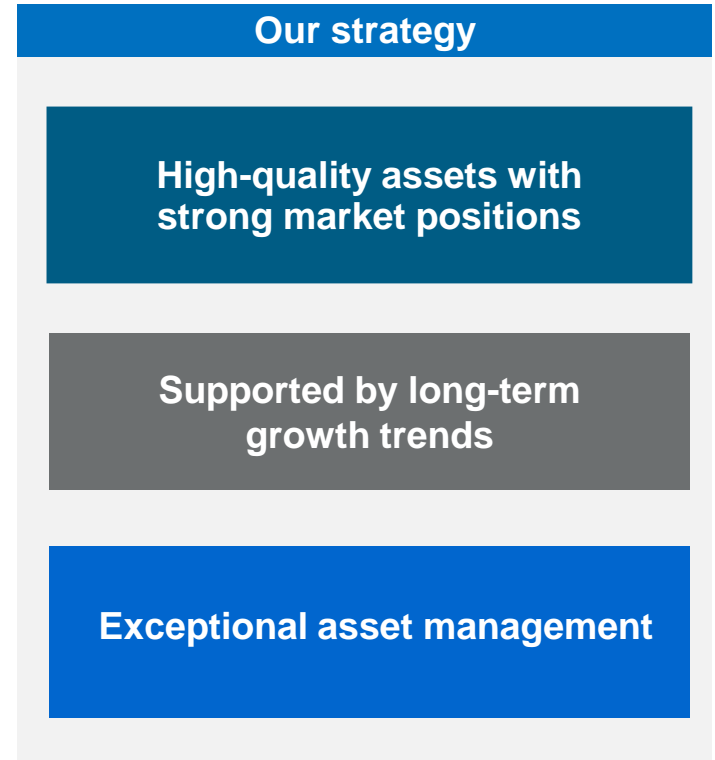 Our strategy
High-quality assets with
strong market positions
Supported by long-term
growth trends
Exceptional asset management